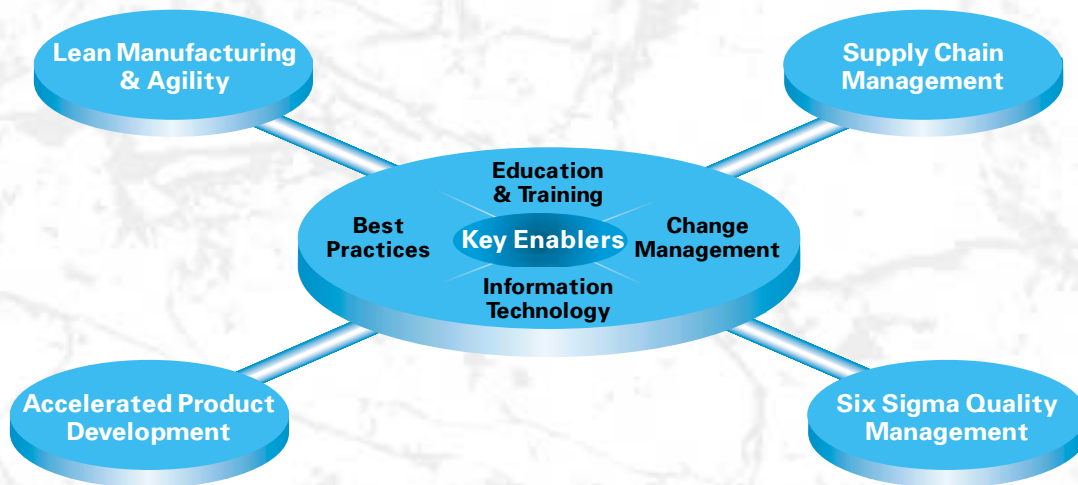 Lean Manufacturing
& Agility
Supply Chain
Management
Education
& Training
Best
Practices
Key Enablers
Change
Management
Information
Technology
Accelerated Product
Development
Six Sigma Quality
Management